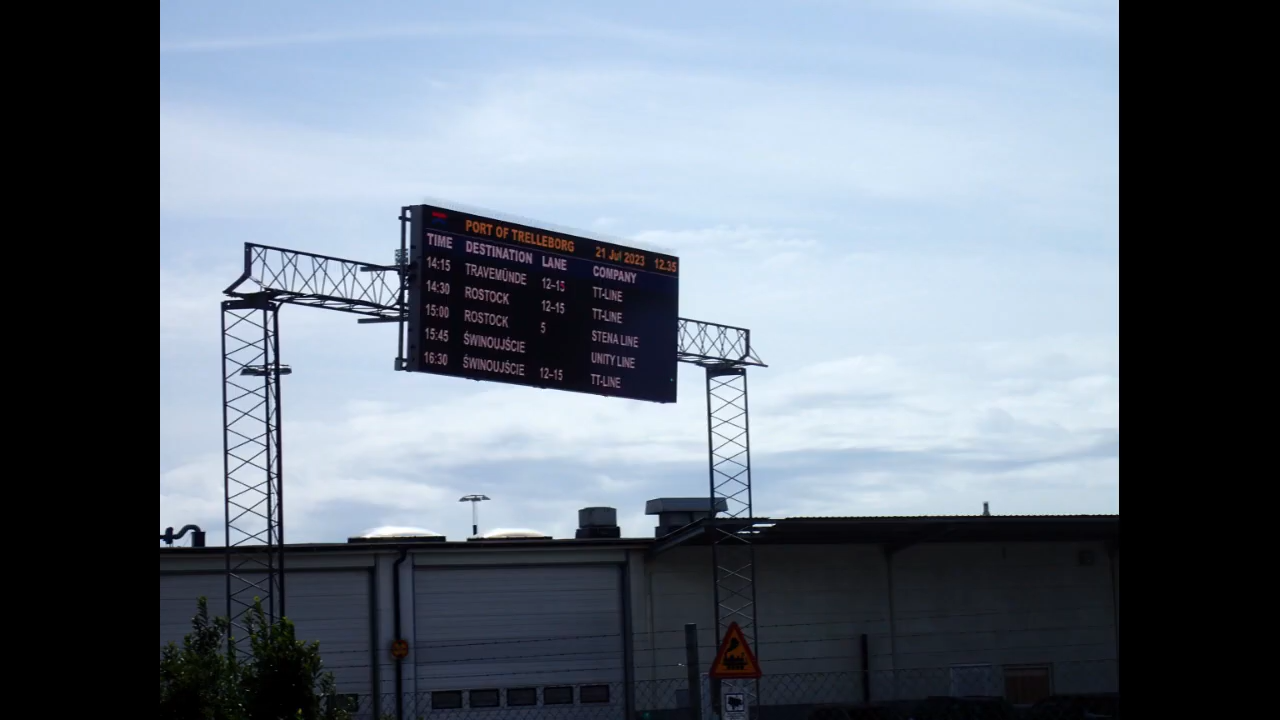 PORT OF TRELLEBORG 21 Jul 2023 12.35
TIME DESTINATION LANE COMPANY
14:15 TRAVEMÜNDE 12–15 TT-LINE
14:30 ROSTOCK 12–15 TT-LINE
15:00 ROSTOCK 5 STENA LINE
15:45 ŚWINOUJŚCIE UNITY LINE
16:30 ŚWINOUJŚCIE 12–15 TT-LINE